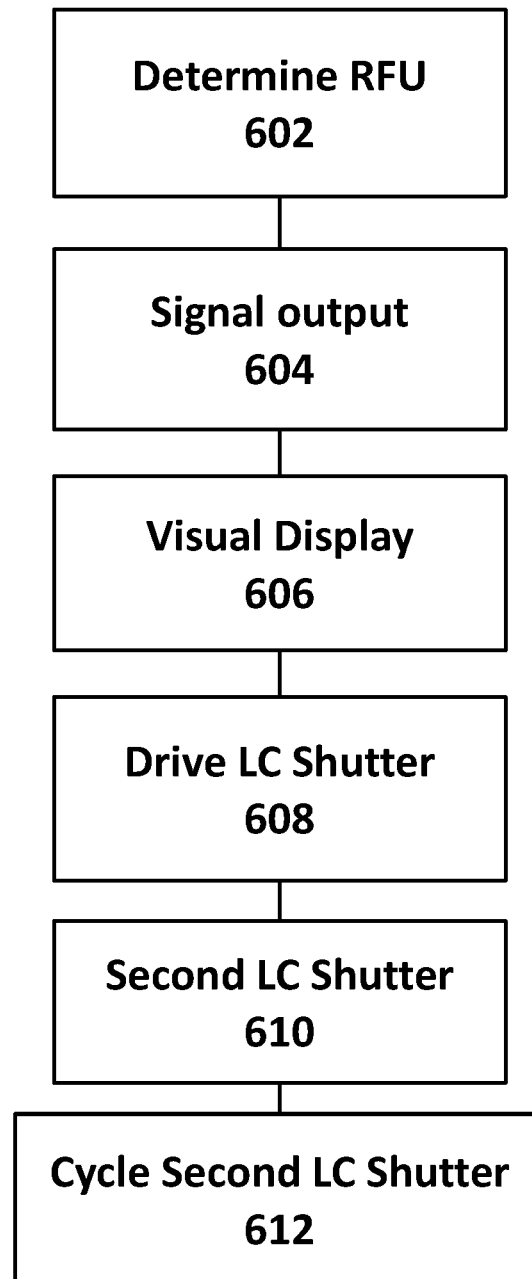 Determine RFU
602
Signal output
604
Visual Display
606
Drive LC Shutter
608
Second LC Shutter
610
Cycle Second LC Shutter
612